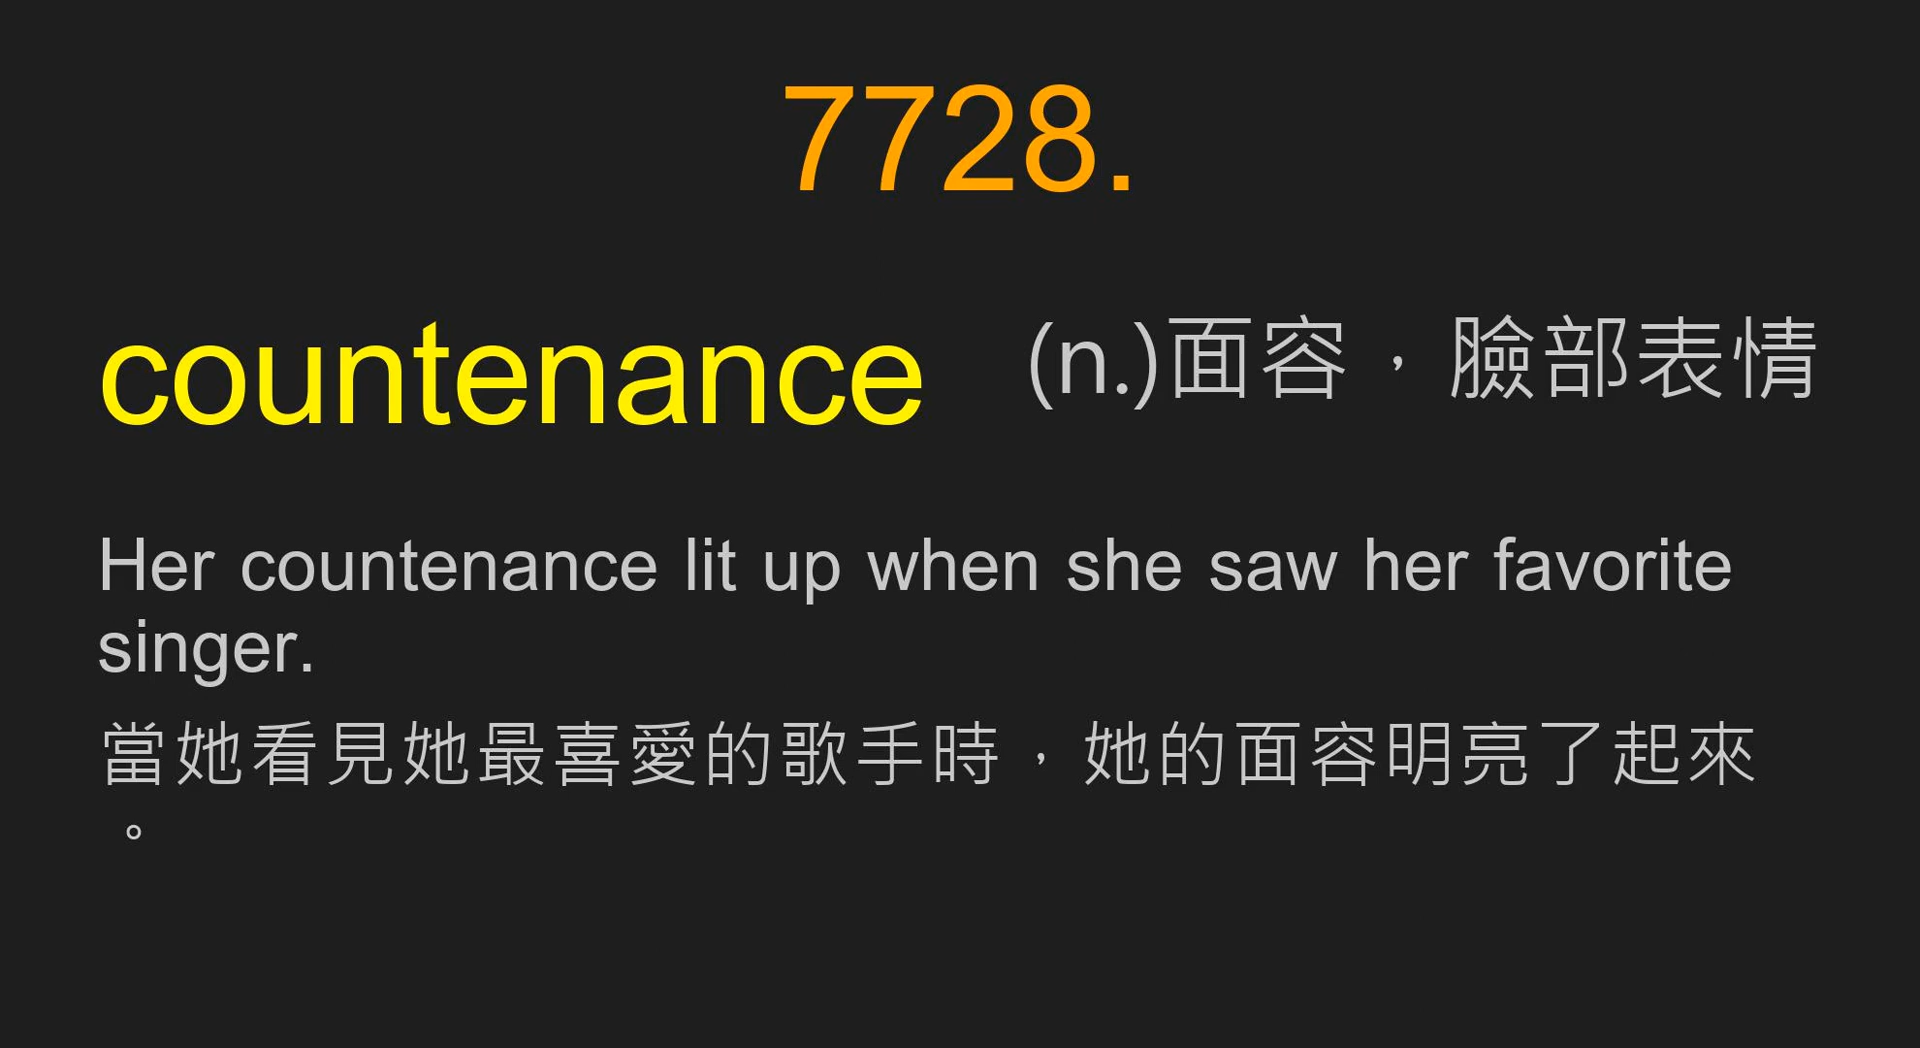 7728.
countenance (n.)面容，臉部表情
Her countenance lit up when she saw her favorite
singer.
當她看見她最喜愛的歌手時，她的面容明亮了起來
。